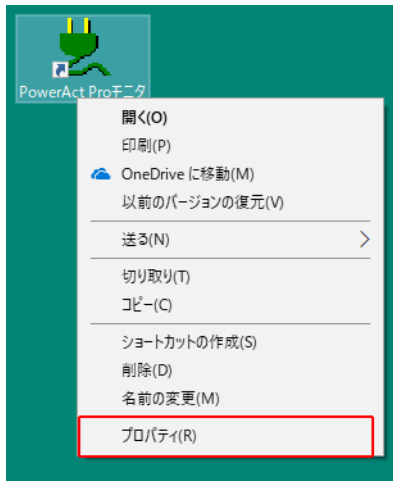 PowerAct Proモニタ
開く(O)
印刷(P)
OneDrive に移動(M)
以前のバージョンの復元(V)
送る(N)
切り取り(T)
コピー(C)
ショートカットの作成(S)
削除(D)
名前の変更(M)
プロパティ(R)